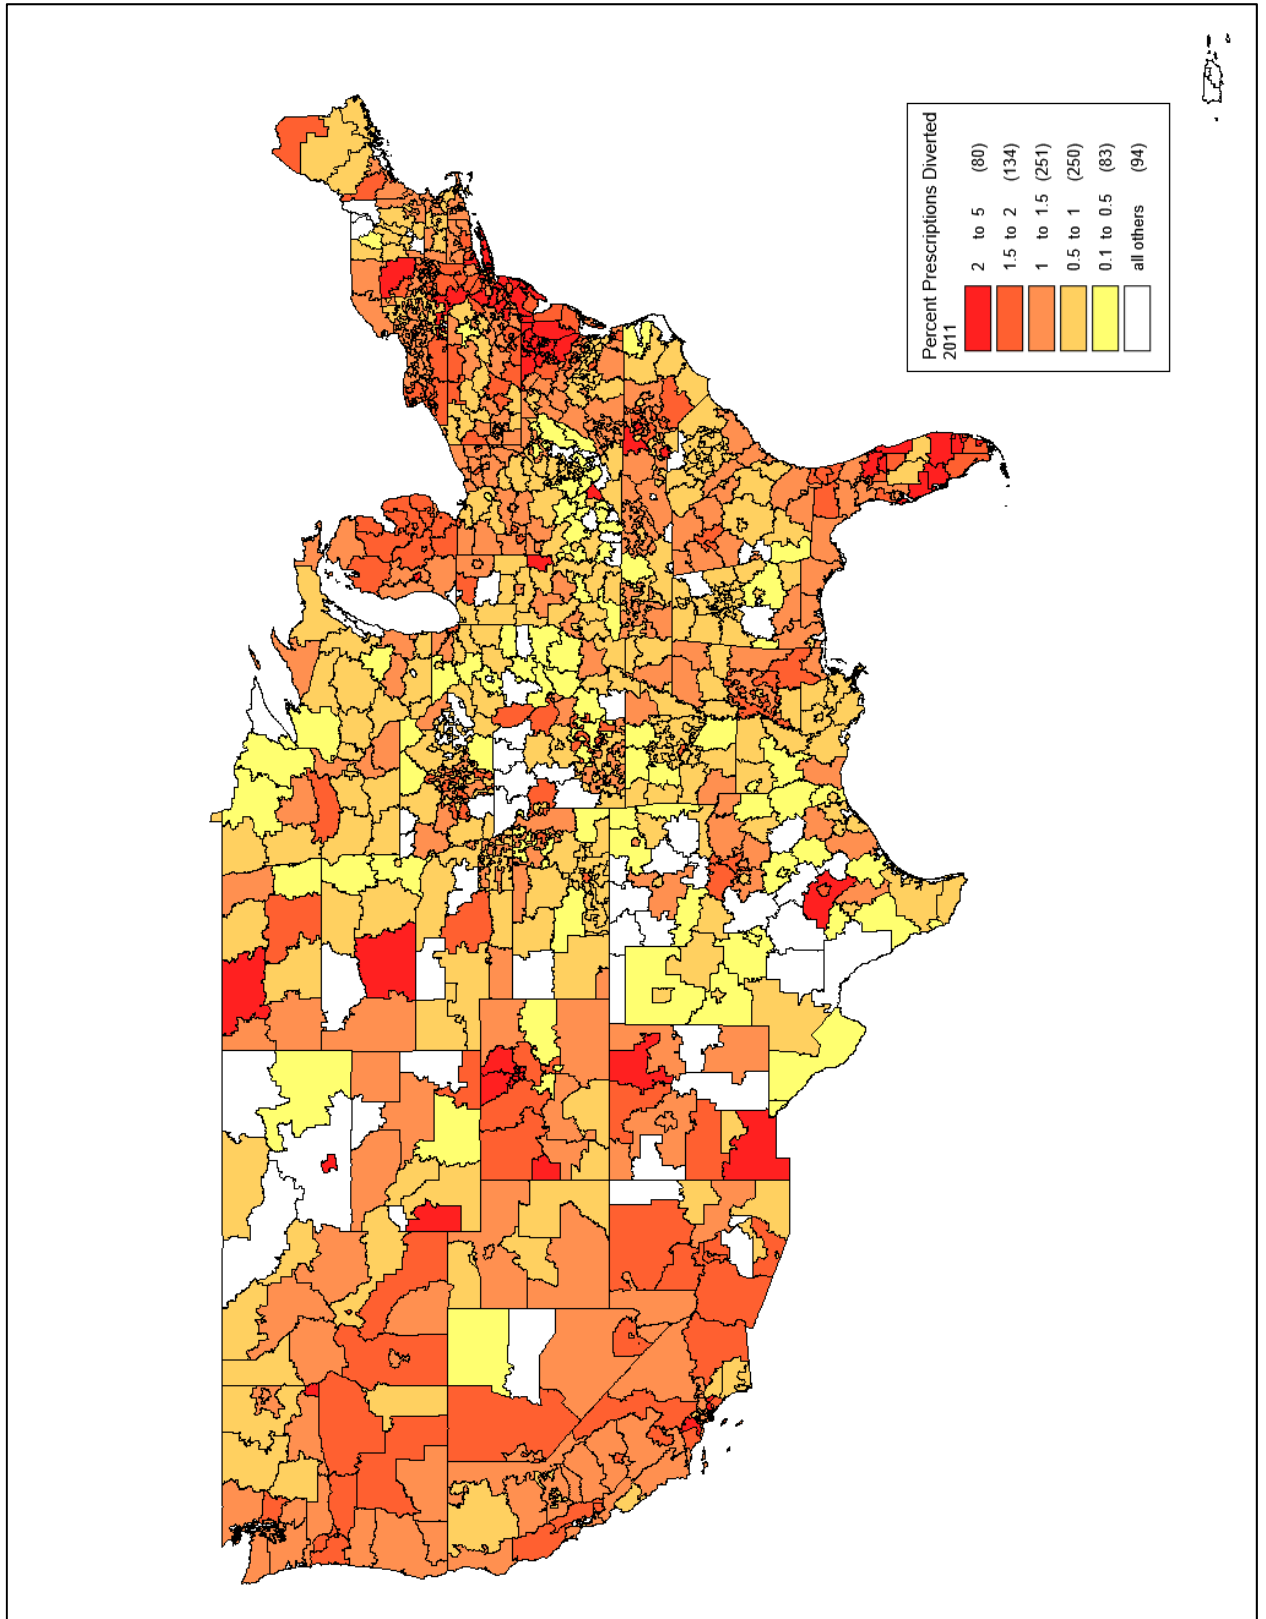 Percent Prescriptions Diverted
2011
2 to 5 (80)
1.5 to 2 (134)
1 to 1.5 (251)
0.5 to 1 (250)
0.1 to 0.5 (83)
all others (94)